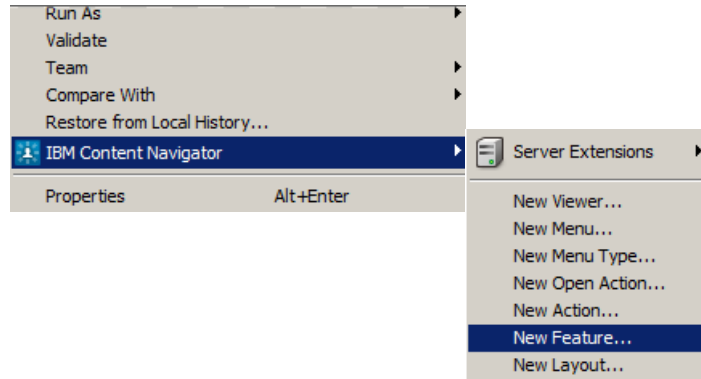 Run As
Validate
Team
Compare With
Restore from Local History...
IBM Content Navigator
Properties Alt+Enter
Server Extensions
New Viewer...
New Menu...
New Menu Type...
New Open Action...
New Action...
New Feature...
New Layout...